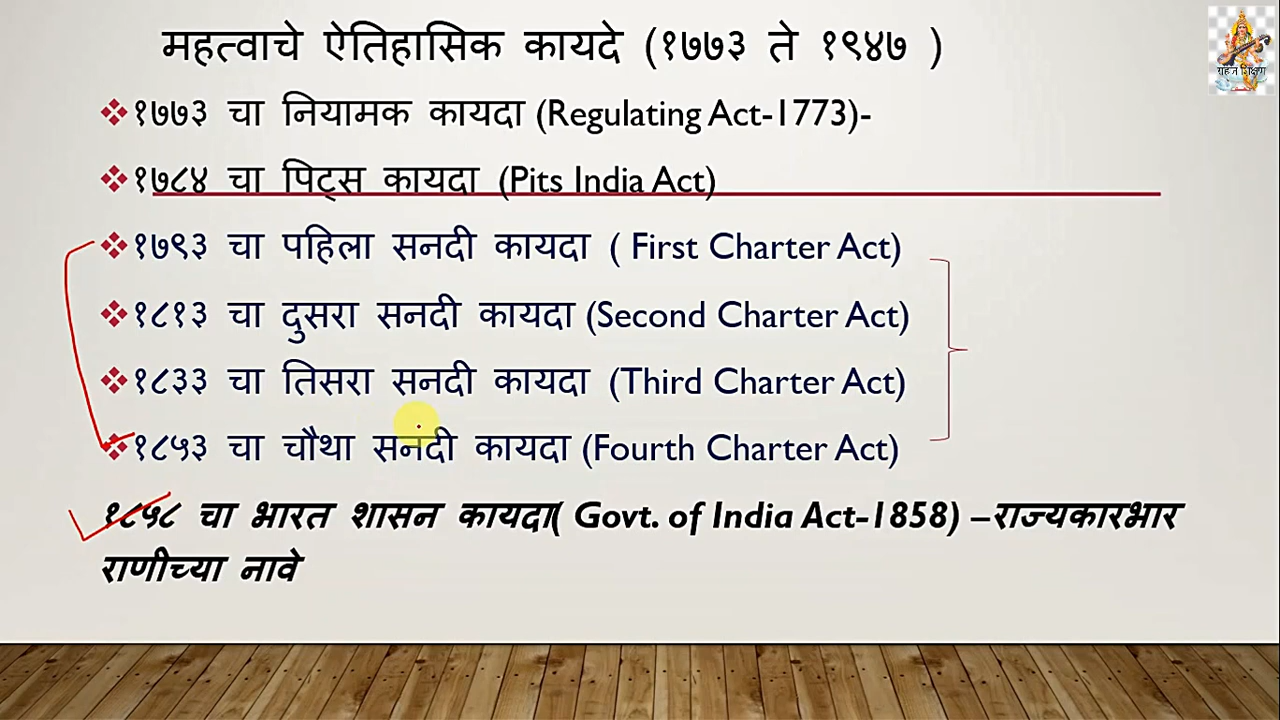 महत्वाचे ऐतिहासिक कायदे (१७७३ ते १९४७ )
❖१७७३ चा नियामक कायदा (Regulating Act-1773)-
❖१७८४ चा पिट्स कायदा (Pits India Act)
❖१७९३ चा पहिला सनदी कायदा ( First Charter Act)
❖१८१३ चा दुसरा सनदी कायदा (Second Charter Act)
❖१८३३ चा तिसरा सनदी कायदा (Third Charter Act)
❖१८५३ चा चौथा सनदी कायदा (Fourth Charter Act)
१८५८ चा भारत शासन कायदा( Govt. of India Act-1858) –राज्यकारभार
राणीच्या नावे